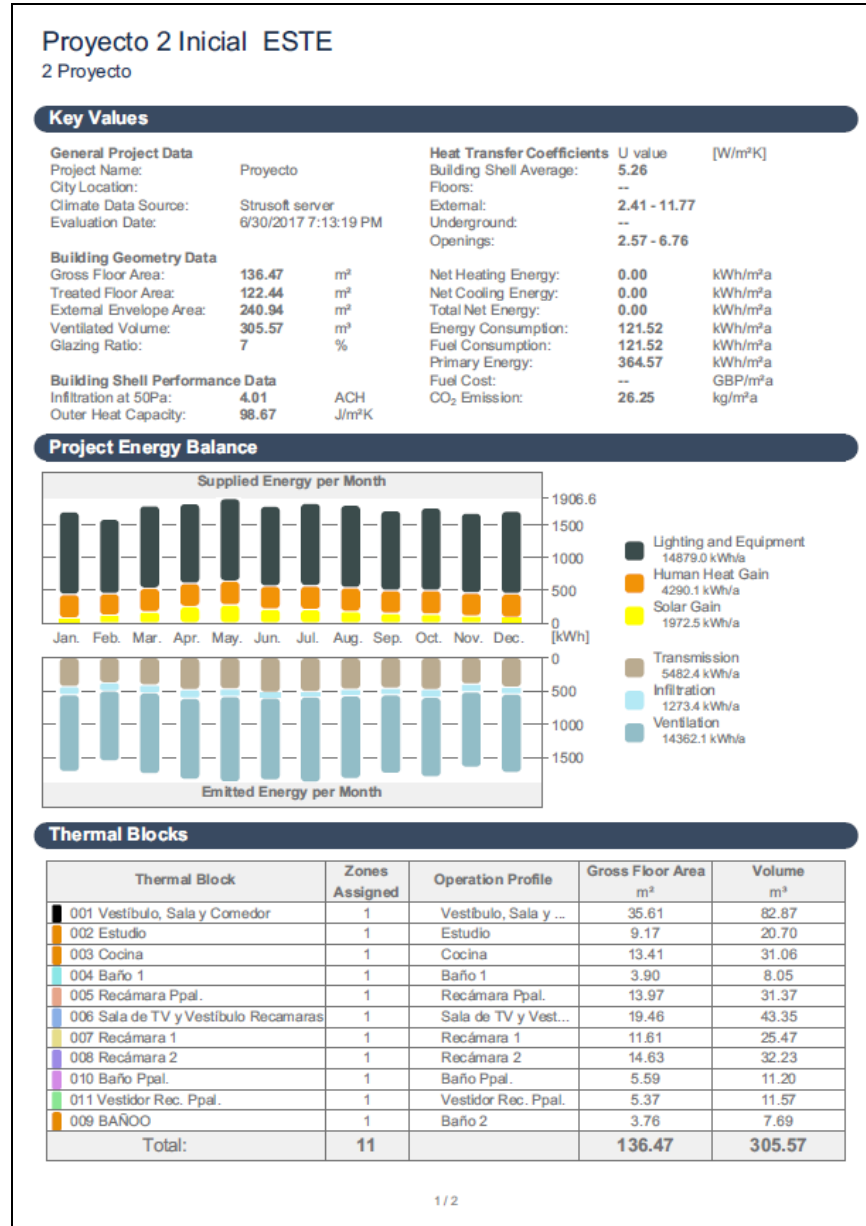 Proyecto 2 Inicial ESTE
2 Proyecto
Key Values
General Project Data
Project Name: Proyecto
City Location:
Climate Data Source: Strusoft server
Evaluation Date: 6/30/2017 7:13:19 PM
Building Geometry Data
Gross Floor Area: 136.47 m²
Treated Floor Area: 122.44 m²
External Envelope Area: 240.94 m²
Ventilated Volume: 305.57 m³
Glazing Ratio: 7 %
Building Shell Performance Data
Infiltration at 50Pa: 4.01 ACH
Outer Heat Capacity: 98.67 J/m²K
Heat Transfer Coefficients U value [W/m²K]
Building Shell Average: 5.26
Floors: --
External: 2.41 - 11.77
Underground: --
Openings: 2.57 - 6.76
Net Heating Energy: 0.00 kWh/m²a
Net Cooling Energy: 0.00 kWh/m²a
Total Net Energy: 0.00 kWh/m²a
Energy Consumption: 121.52 kWh/m²a
Fuel Consumption: 121.52 kWh/m²a
Primary Energy: 364.57 kWh/m²a
Fuel Cost: -- GBP/m²a
CO₂ Emission: 26.25 kg/m²a
Project Energy Balance
Supplied Energy per Month
1906.6
1500
1000
500
0
Jan. Feb. Mar. Apr. May. Jun. Jul. Aug. Sep. Oct. Nov. Dec. [kWh]
0
500
1000
1500
Emitted Energy per Month
Lighting and Equipment
14879.0 kWh/a
Human Heat Gain
4290.1 kWh/a
Solar Gain
1972.5 kWh/a
Transmission
5482.4 kWh/a
Infiltration
1273.4 kWh/a
Ventilation
14362.1 kWh/a
Thermal Blocks
Thermal Block Zones Assigned Operation Profile Gross Floor Area m² Volume m³
001 Vestíbulo, Sala y Comedor 1 Vestíbulo, Sala y ... 35.61 82.87
002 Estudio 1 Estudio 9.17 20.70
003 Cocina 1 Cocina 13.41 31.06
004 Baño 1 1 Baño 1 3.90 8.05
005 Recámara Ppal. 1 Recámara Ppal. 13.97 31.37
006 Sala de TV y Vestíbulo Recamaras 1 Sala de TV y Vest... 19.46 43.35
007 Recámara 1 1 Recámara 1 11.61 25.47
008 Recámara 2 1 Recámara 2 14.63 32.23
010 Baño Ppal. 1 Baño Ppal. 5.59 11.20
011 Vestidor Rec. Ppal. 1 Vestidor Rec. Ppal. 5.37 11.57
009 BAÑOO 1 Baño 2 3.76 7.69
Total: 11 136.47 305.57
1 / 2